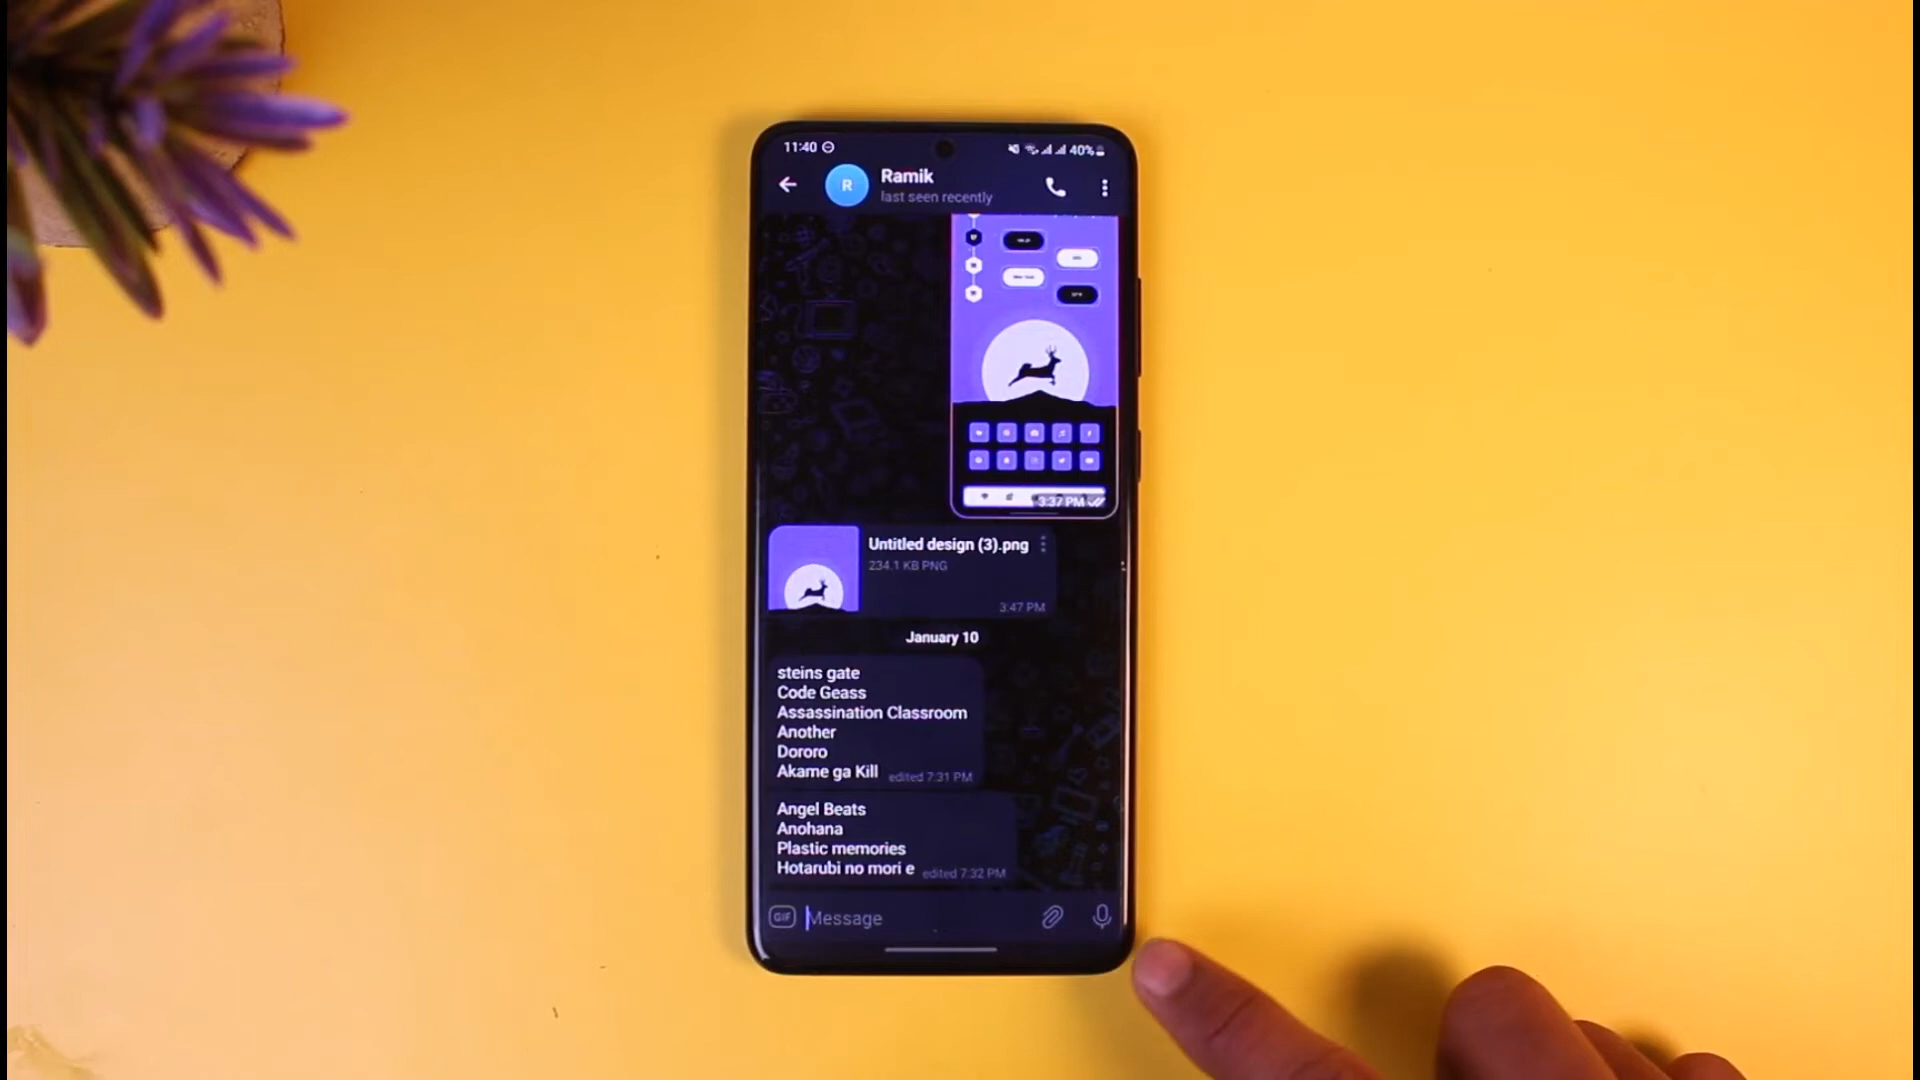 11:40
40%
R
Ramik
last seen recently
3:37 PM
Untitled design (3).png
234.1 KB PNG
3:47 PM
January 10
steins gate
Code Geass
Assassination Classroom
Another
Dororo
Akame ga Kill edited 7:31 PM
Angel Beats
Anohana
Plastic memories
Hotarubi no mori e edited 7:32 PM
GIF Message